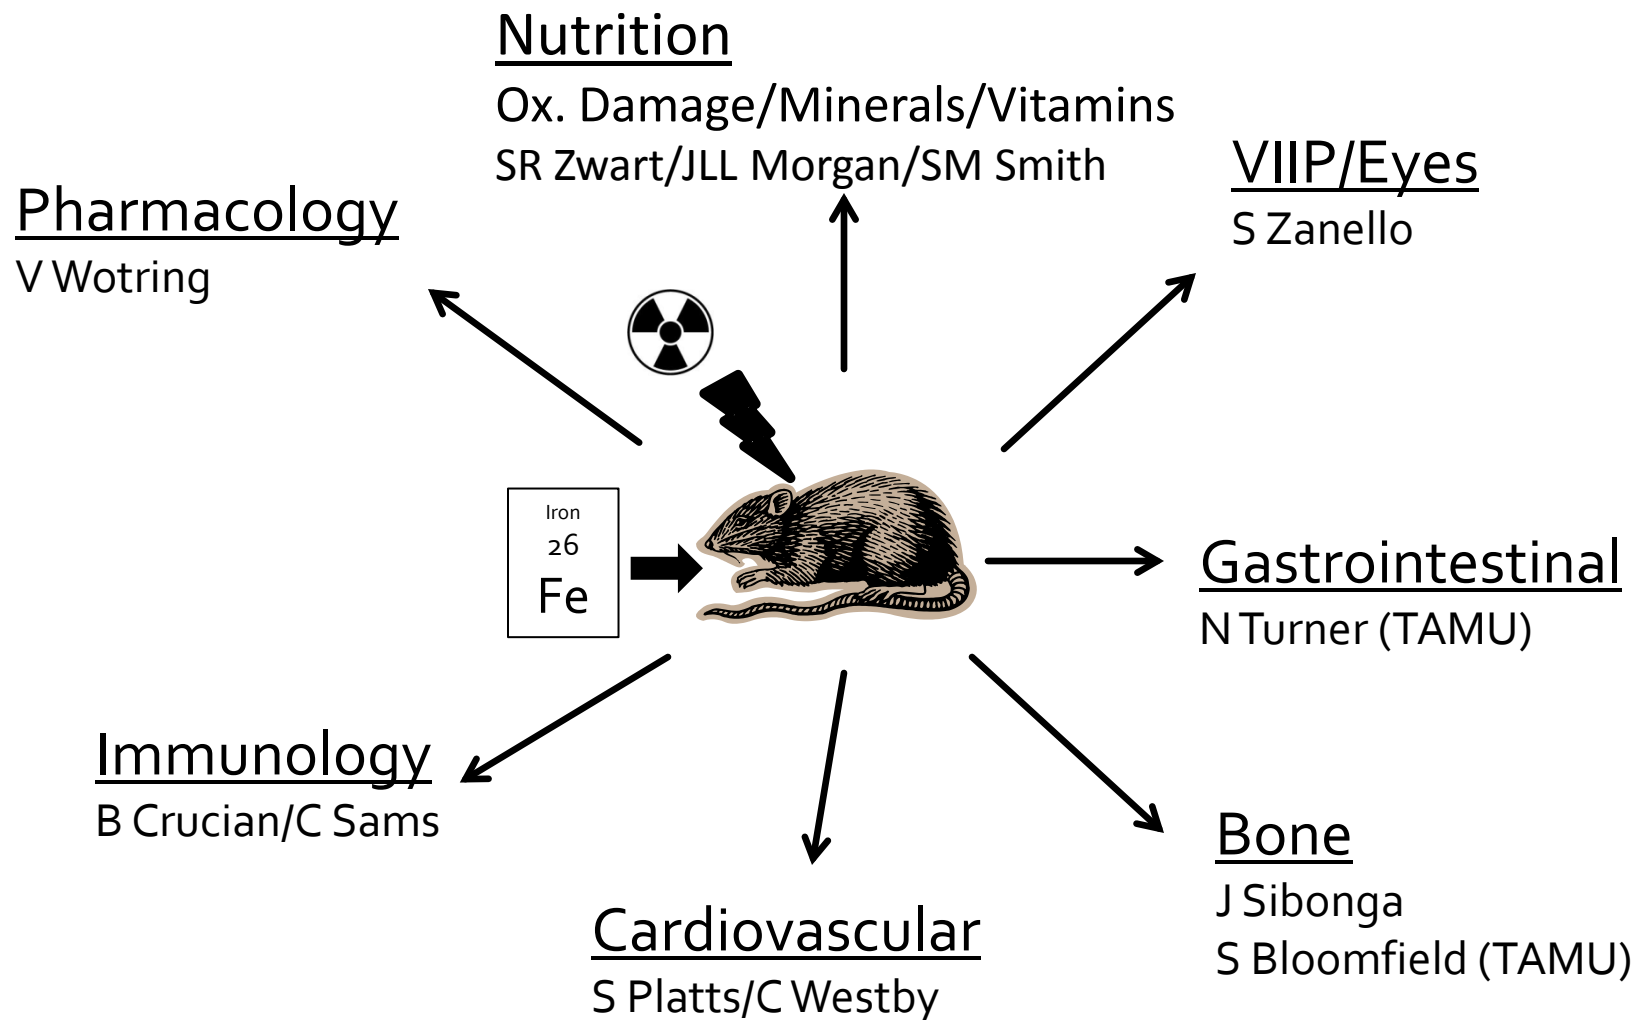 Nutrition
Ox. Damage/Minerals/Vitamins
SR Zwart/JLL Morgan/SM Smith
VIIP/Eyes
S Zanello
Pharmacology
V Wotring
Iron
26
Fe
Gastrointestinal
N Turner (TAMU)
Immunology
B Crucian/C Sams
Bone
J Sibonga
S Bloomfield (TAMU)
Cardiovascular
S Platts/C Westby